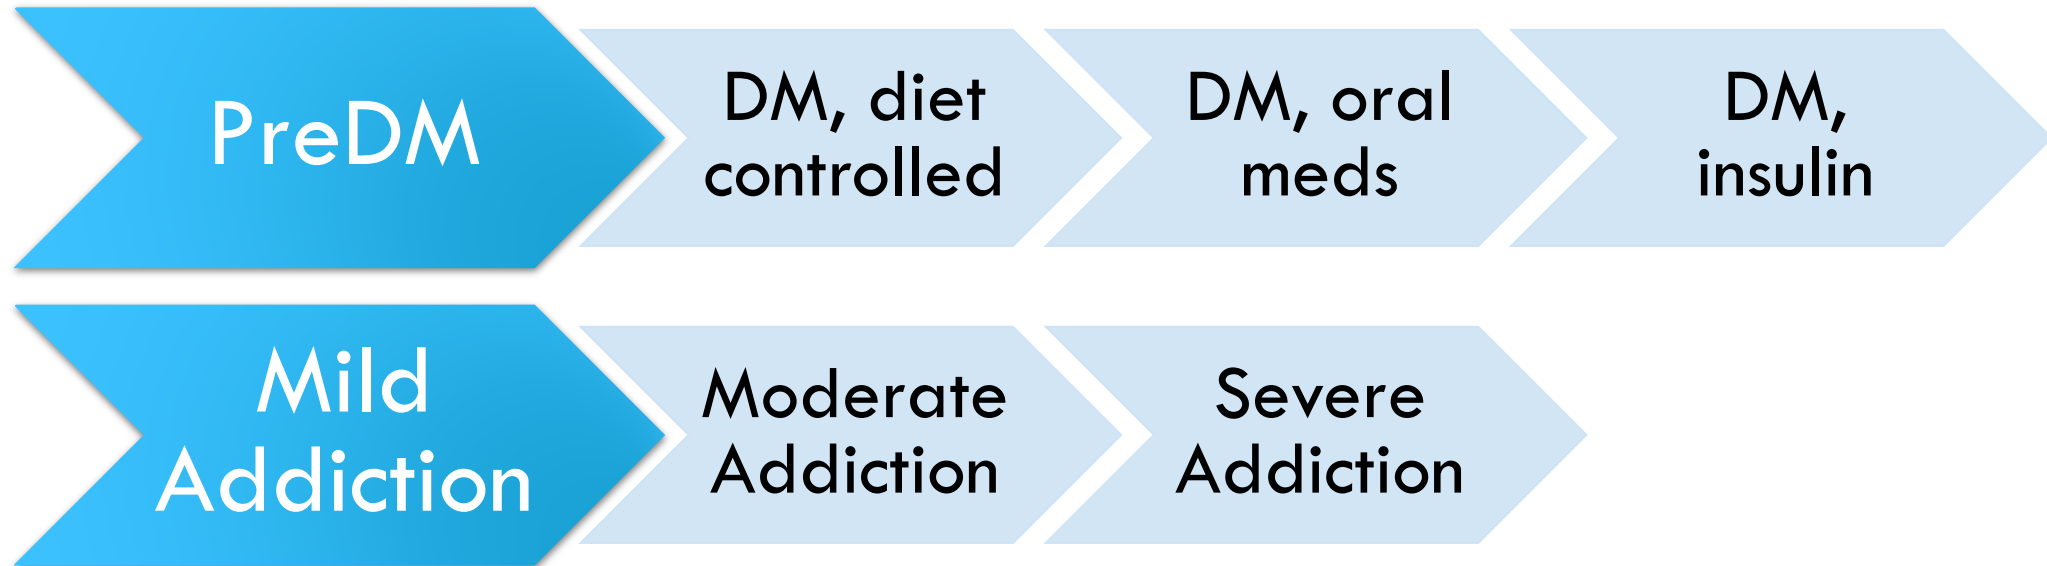 PreDM
DM, diet
controlled
DM, oral
meds
DM,
insulin
Mild
Addiction
Moderate
Addiction
Severe
Addiction